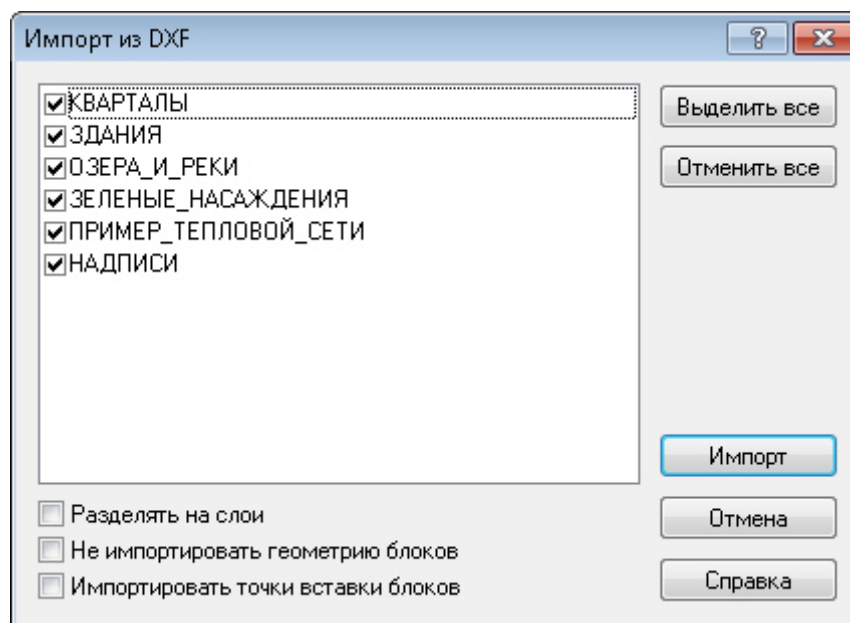 Импорт из DXF
КВАРТАЛЫ
ЗДАНИЯ
ОЗЕРА_И_РЕКИ
ЗЕЛЕНЫЕ_НАСАЖДЕНИЯ
ПРИМЕР_ТЕПЛОВОЙ_СЕТИ
НАДПИСИ
Выделить все
Отменить все
Импорт
Отмена
Справка
Разделять на слои
Не импортировать геометрию блоков
Импортировать точки вставки блоков